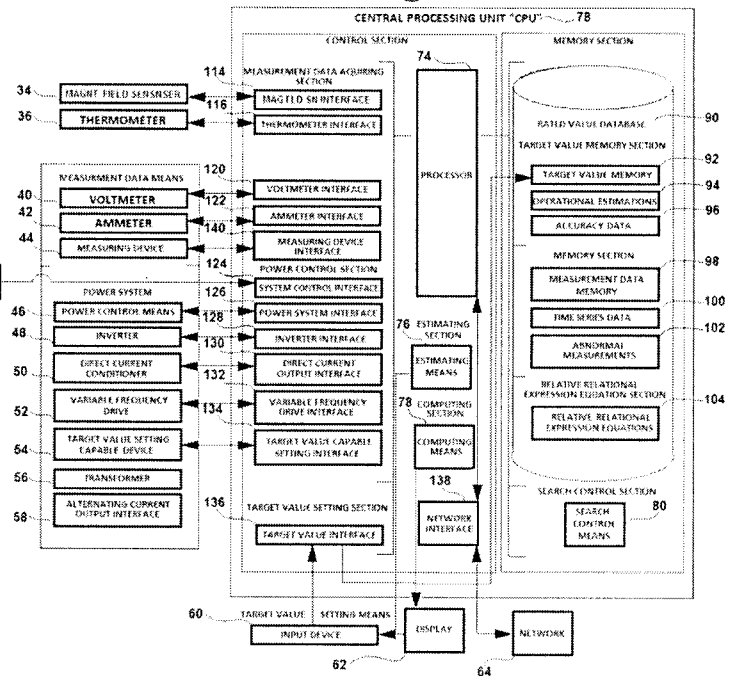 CENTRAL PROCESSING UNIT "CPU" 78
CONTROL SECTION
MEMORY SECTION
114
MEASUREMENT DATA AQUIRING
SECTION
74
34
MAGNT FIELD SENSNSER
MAG FLD SN INTERFACE
116
36
THERMOMETER
THERMOMETER INTERFACE
PROCESSOR
RATED VALUE DATABASE
90
TARGET VALUE MEMORY SECTION
92
TARGET VALUE MEMORY
94
OPERATIONAL ESTIMATIONS
96
ACCURACY DATA
MEASURMENT DATA MEANS
120
40
VOLTMETER
VOLTMETER INTERFACE
122
42
AMMETER
AMMETER INTERFACE
140
44
MEASURING DEVICE
MEASURING DEVICE
INTERFACE
MEMORY SECTION
98
MEASUREMENT DATA
MEMORY
100
TIME SERIES DATA
102
ABNORMAL
MEASUREMENTS
124
POWER CONTROL SECTION
SYSTEM CONTROL INTERFACE
POWER SYSTEM
126
46
POWER CONTROL MEANS
POWER SYSTEM INTERFACE
128
48
INVERTER
INVERTER INTERFACE
130
50
DIRECT CURRENT
CONDITIONER
DIRECT CURRENT
OUTPUT INTERFACE
132
52
VARIABLE FREQUENCY
DRIVE
VARIABLE FREQUENCY
DRIVE INTERFACE
134
54
TARGET VALUE SETTING
CAPABLE DEVICE
TARGET VALUE CAPABLE
SETTING INTERFACE
56
TRANSFORMER
58
ALTERNATING CURRENT
OUTPUT INTERFACE
76
ESTIMATING
SECTION
ESTIMATING
MEANS
78
COMPUTING
SECTION
COMPUTING
MEANS
RELATIVE RELATIONAL
EXPRESSION EQUATION SECTION
104
RELATIVE RELATIONAL
EXPRESSION EQUATIONS
136
TARGET VALUE SETTING SECTION
TARGET VALUE INTERFACE
138
NETWORK
INTERFACE
SEARCH CONTROL SECTION
80
SEARCH
CONTROL
MEANS
60
TARGET VALUE SETTING MEANS
INPUT DEVICE
DISPLAY
62
NETWORK
64